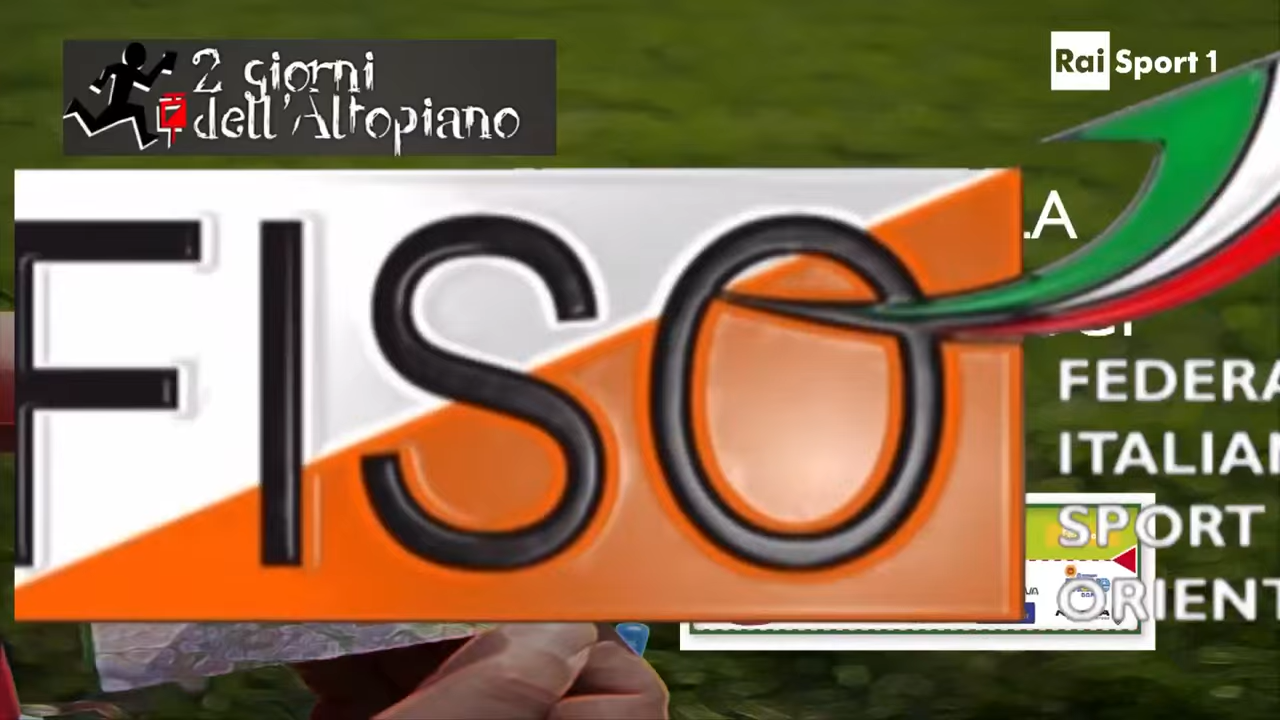 2 giorni
dell'Altopiano
Rai Sport 1
FISO
FEDERA
ITALIAN
SPORT
ORIENT